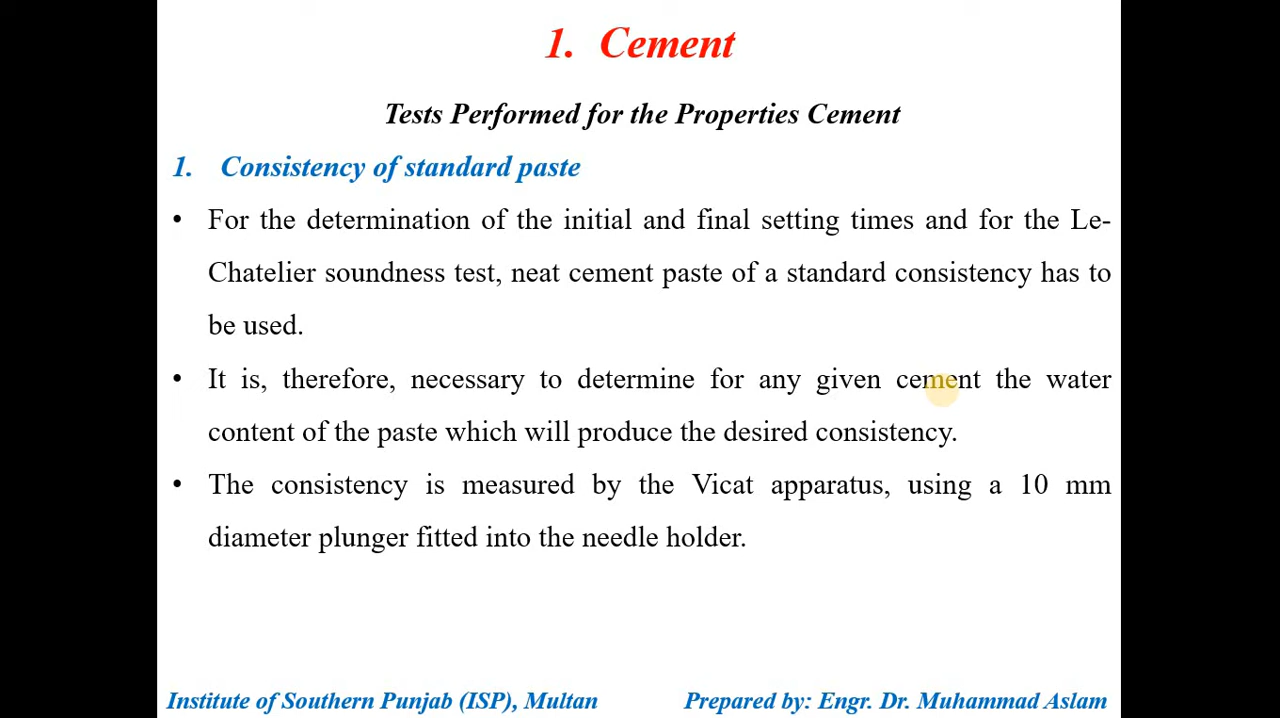 1. Cement
Tests Performed for the Properties Cement
1. Consistency of standard paste
• For the determination of the initial and final setting times and for the Le-
Chatelier soundness test, neat cement paste of a standard consistency has to
be used.
• It is, therefore, necessary to determine for any given cement the water
content of the paste which will produce the desired consistency.
• The consistency is measured by the Vicat apparatus, using a 10 mm
diameter plunger fitted into the needle holder.
Institute of Southern Punjab (ISP), Multan
Prepared by: Engr. Dr. Muhammad Aslam